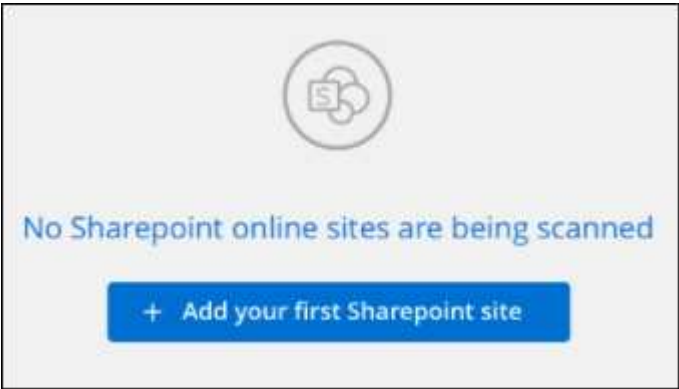 S
No Sharepoint online sites are being scanned
+ Add your first Sharepoint site